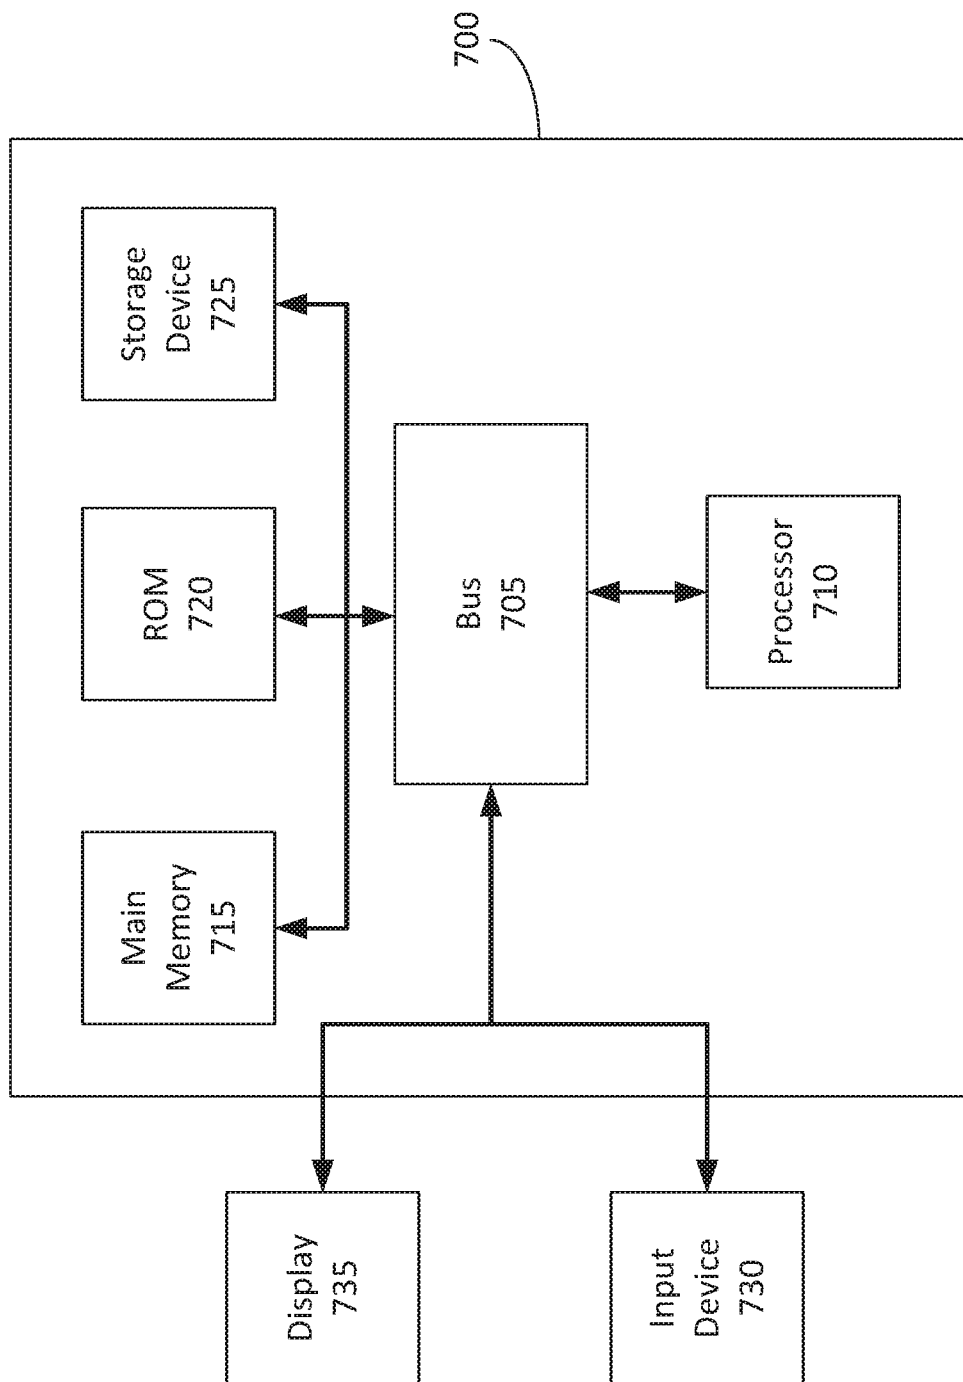 Main
Memory
715
ROM
720
Storage
Device
725
Display
735
Bus
705
700
Input
Device
730
Processor
710